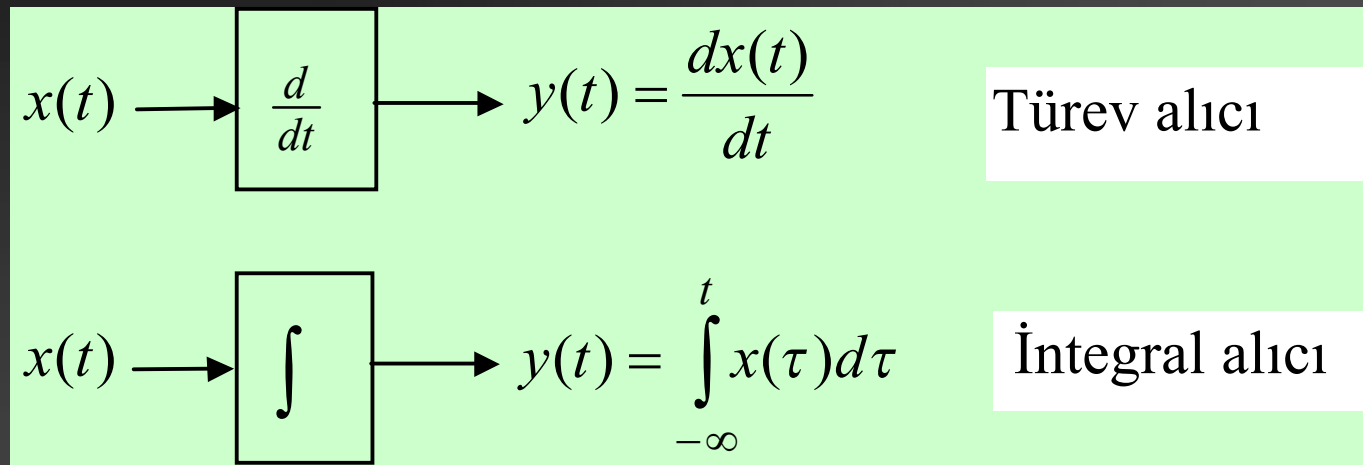 x(t) d/dt y(t) = dx(t)/dt Türev alıcı
x(t) ∫ y(t) = ∫_{-∞}^{t} x(τ)dτ İntegral alıcı